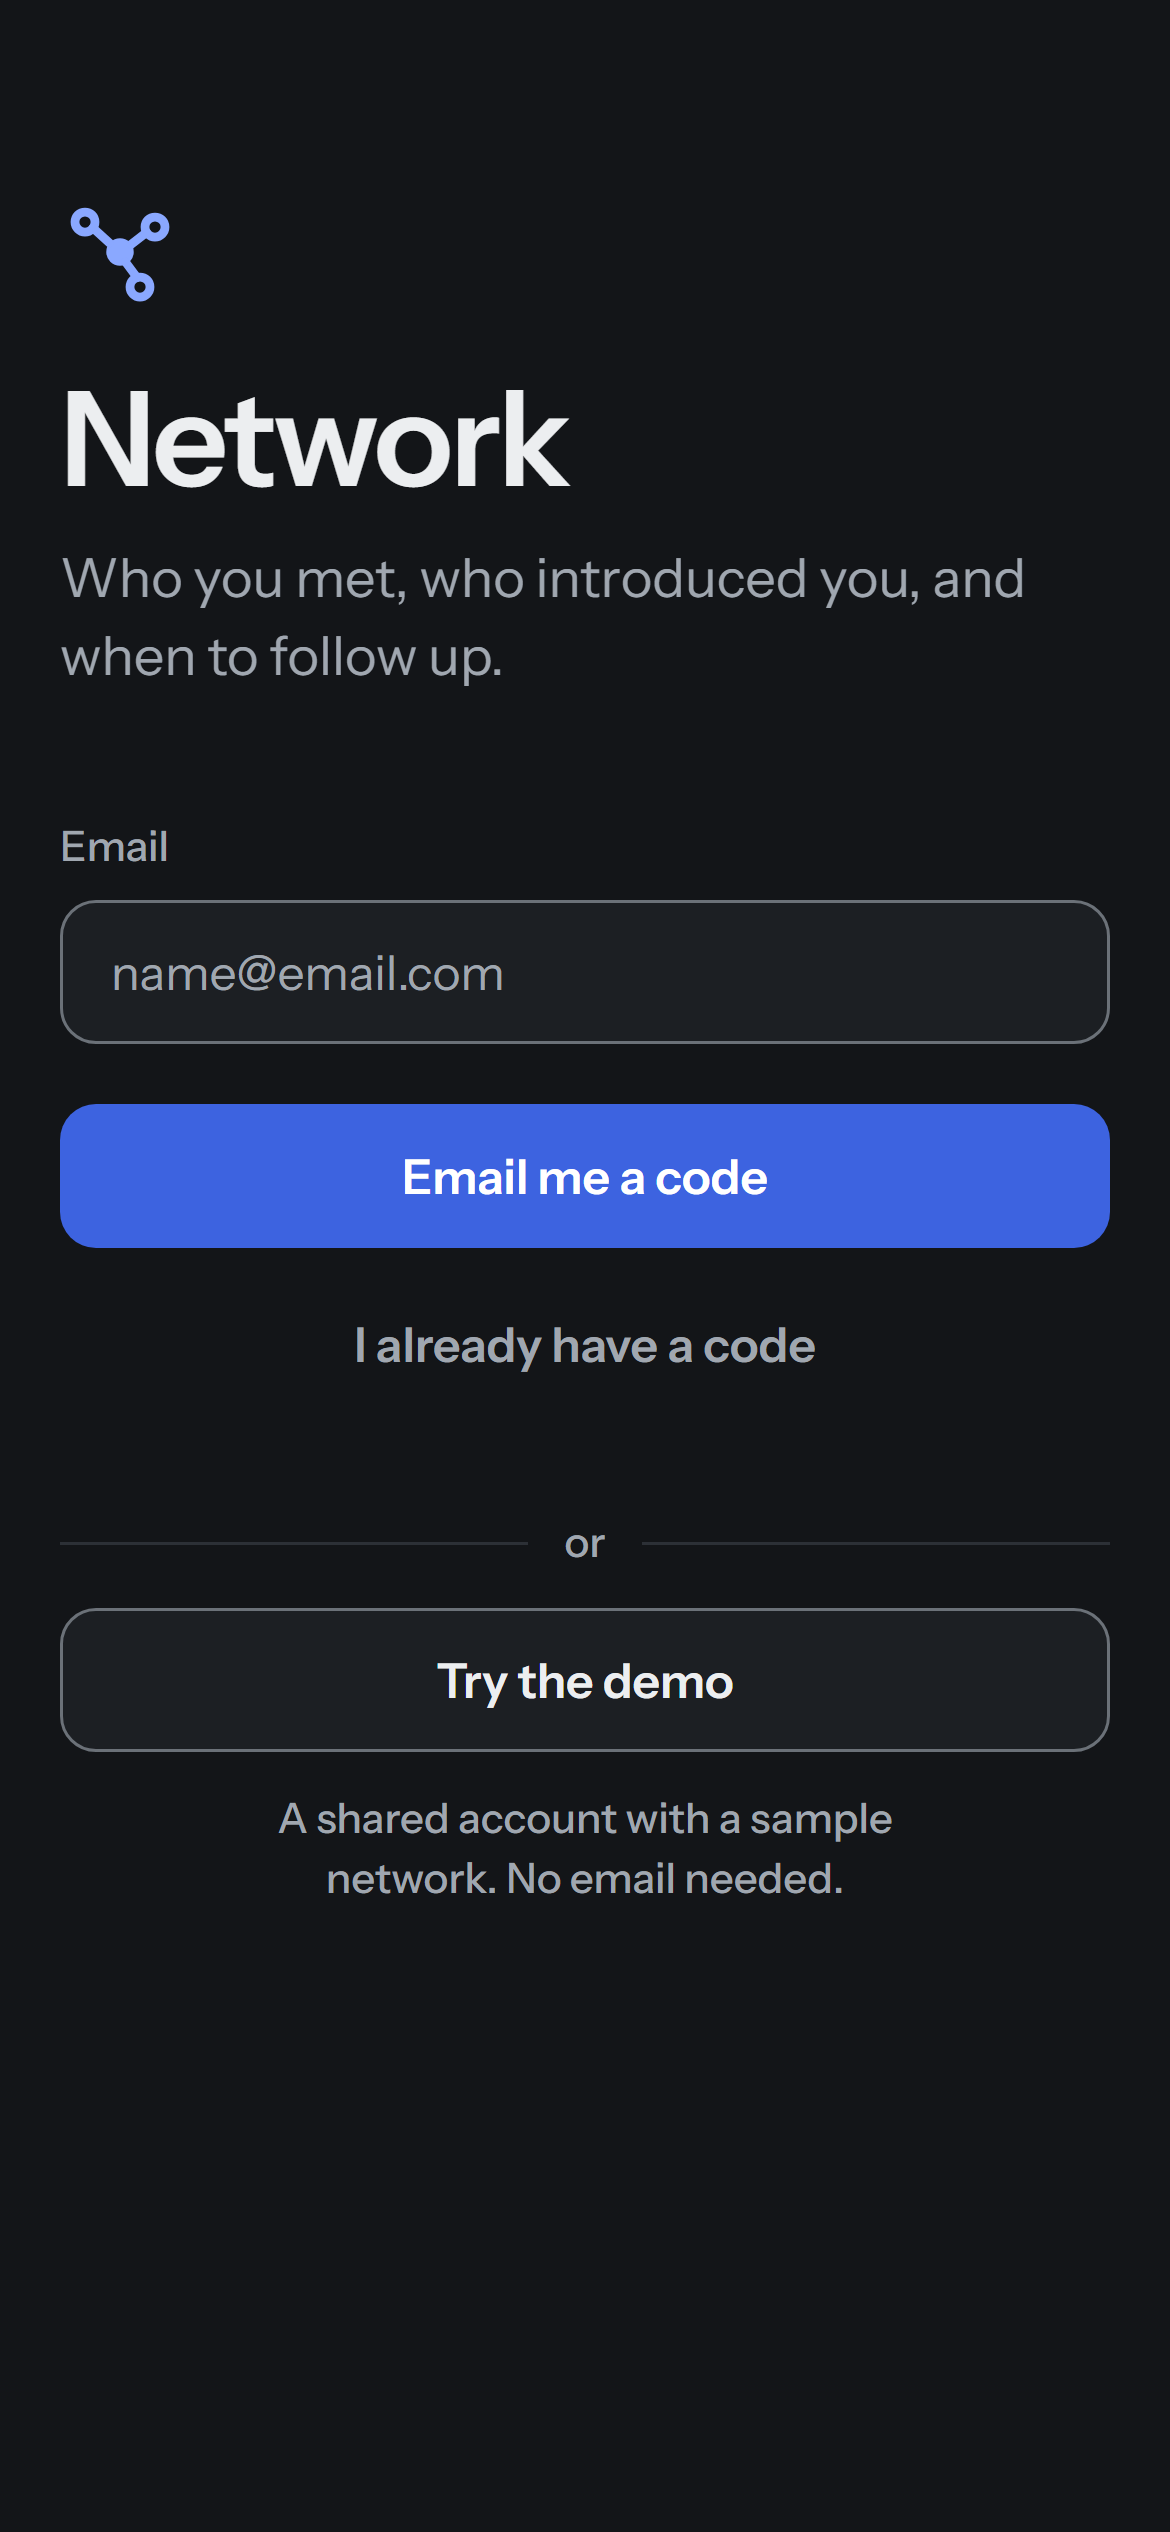 Network
Who you met, who introduced you, and
when to follow up.
Email
name@email.com
Email me a code
I already have a code
or
Try the demo
A shared account with a sample
network. No email needed.